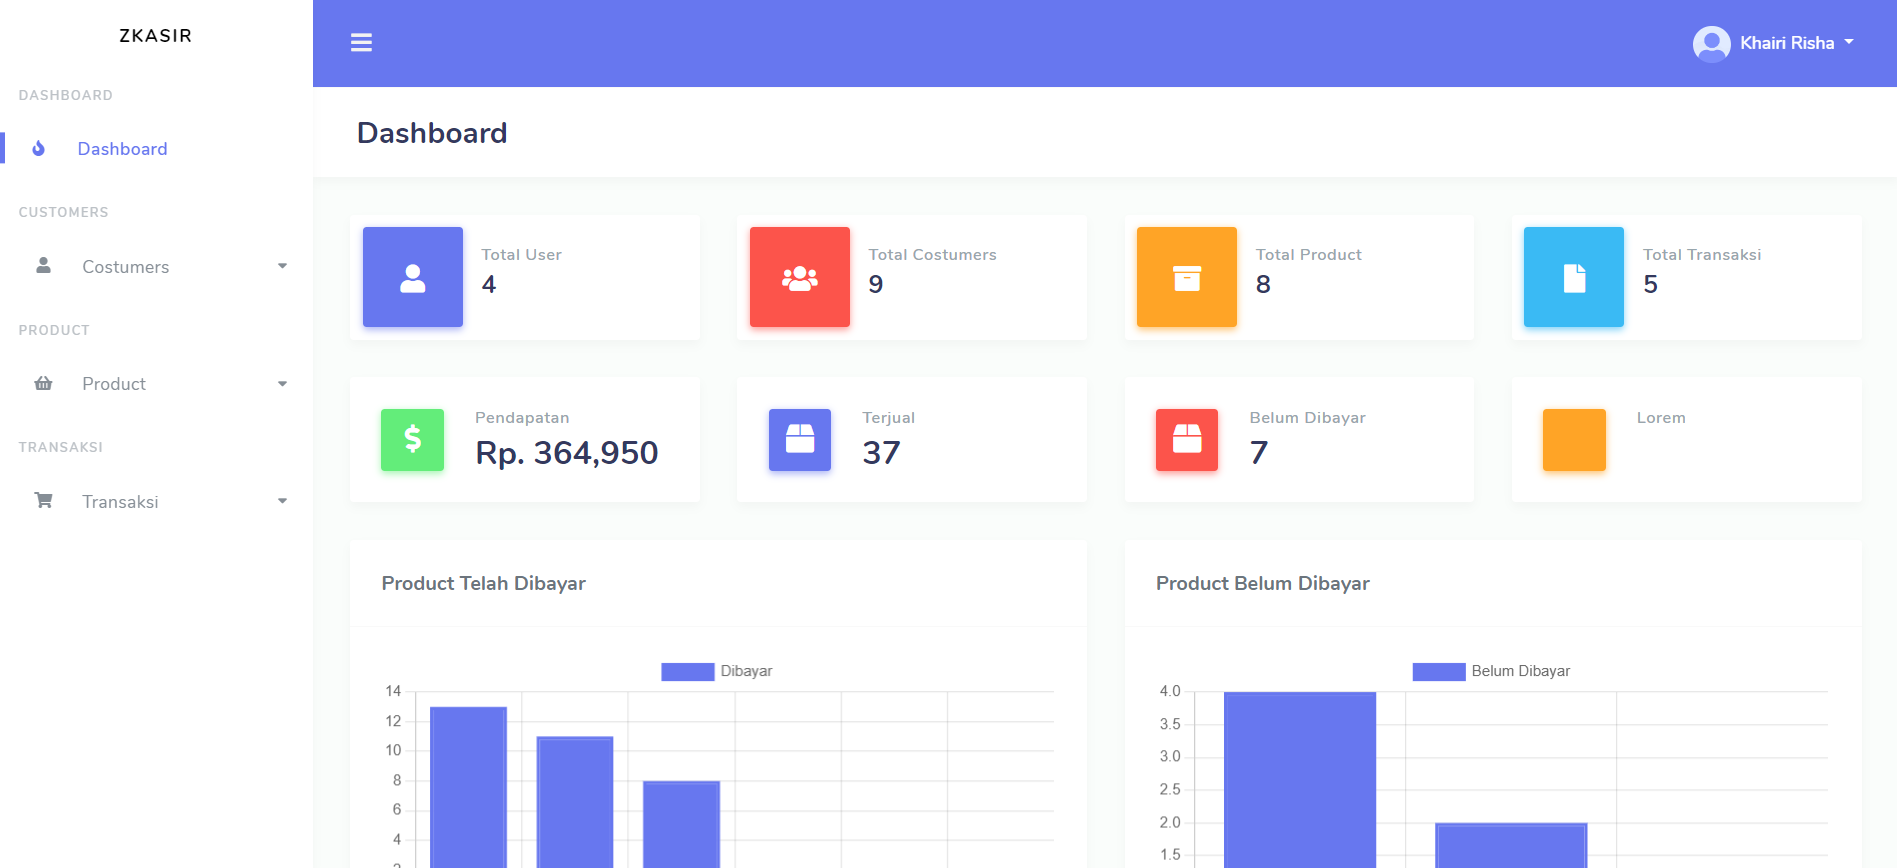 ZKASIR
DASHBOARD
Dashboard
CUSTOMERS
Costumers
PRODUCT
Product
TRANSAKSI
Transaksi
Khairi Risha
Dashboard
Total User
4
Total Costumers
9
Total Product
8
Total Transaksi
5
Pendapatan
Rp. 364,950
Terjual
37
Belum Dibayar
7
Lorem
Product Telah Dibayar
Dibayar
14
12
10
8
6
4
Product Belum Dibayar
Belum Dibayar
4.0
3.5
3.0
2.5
2.0
1.5